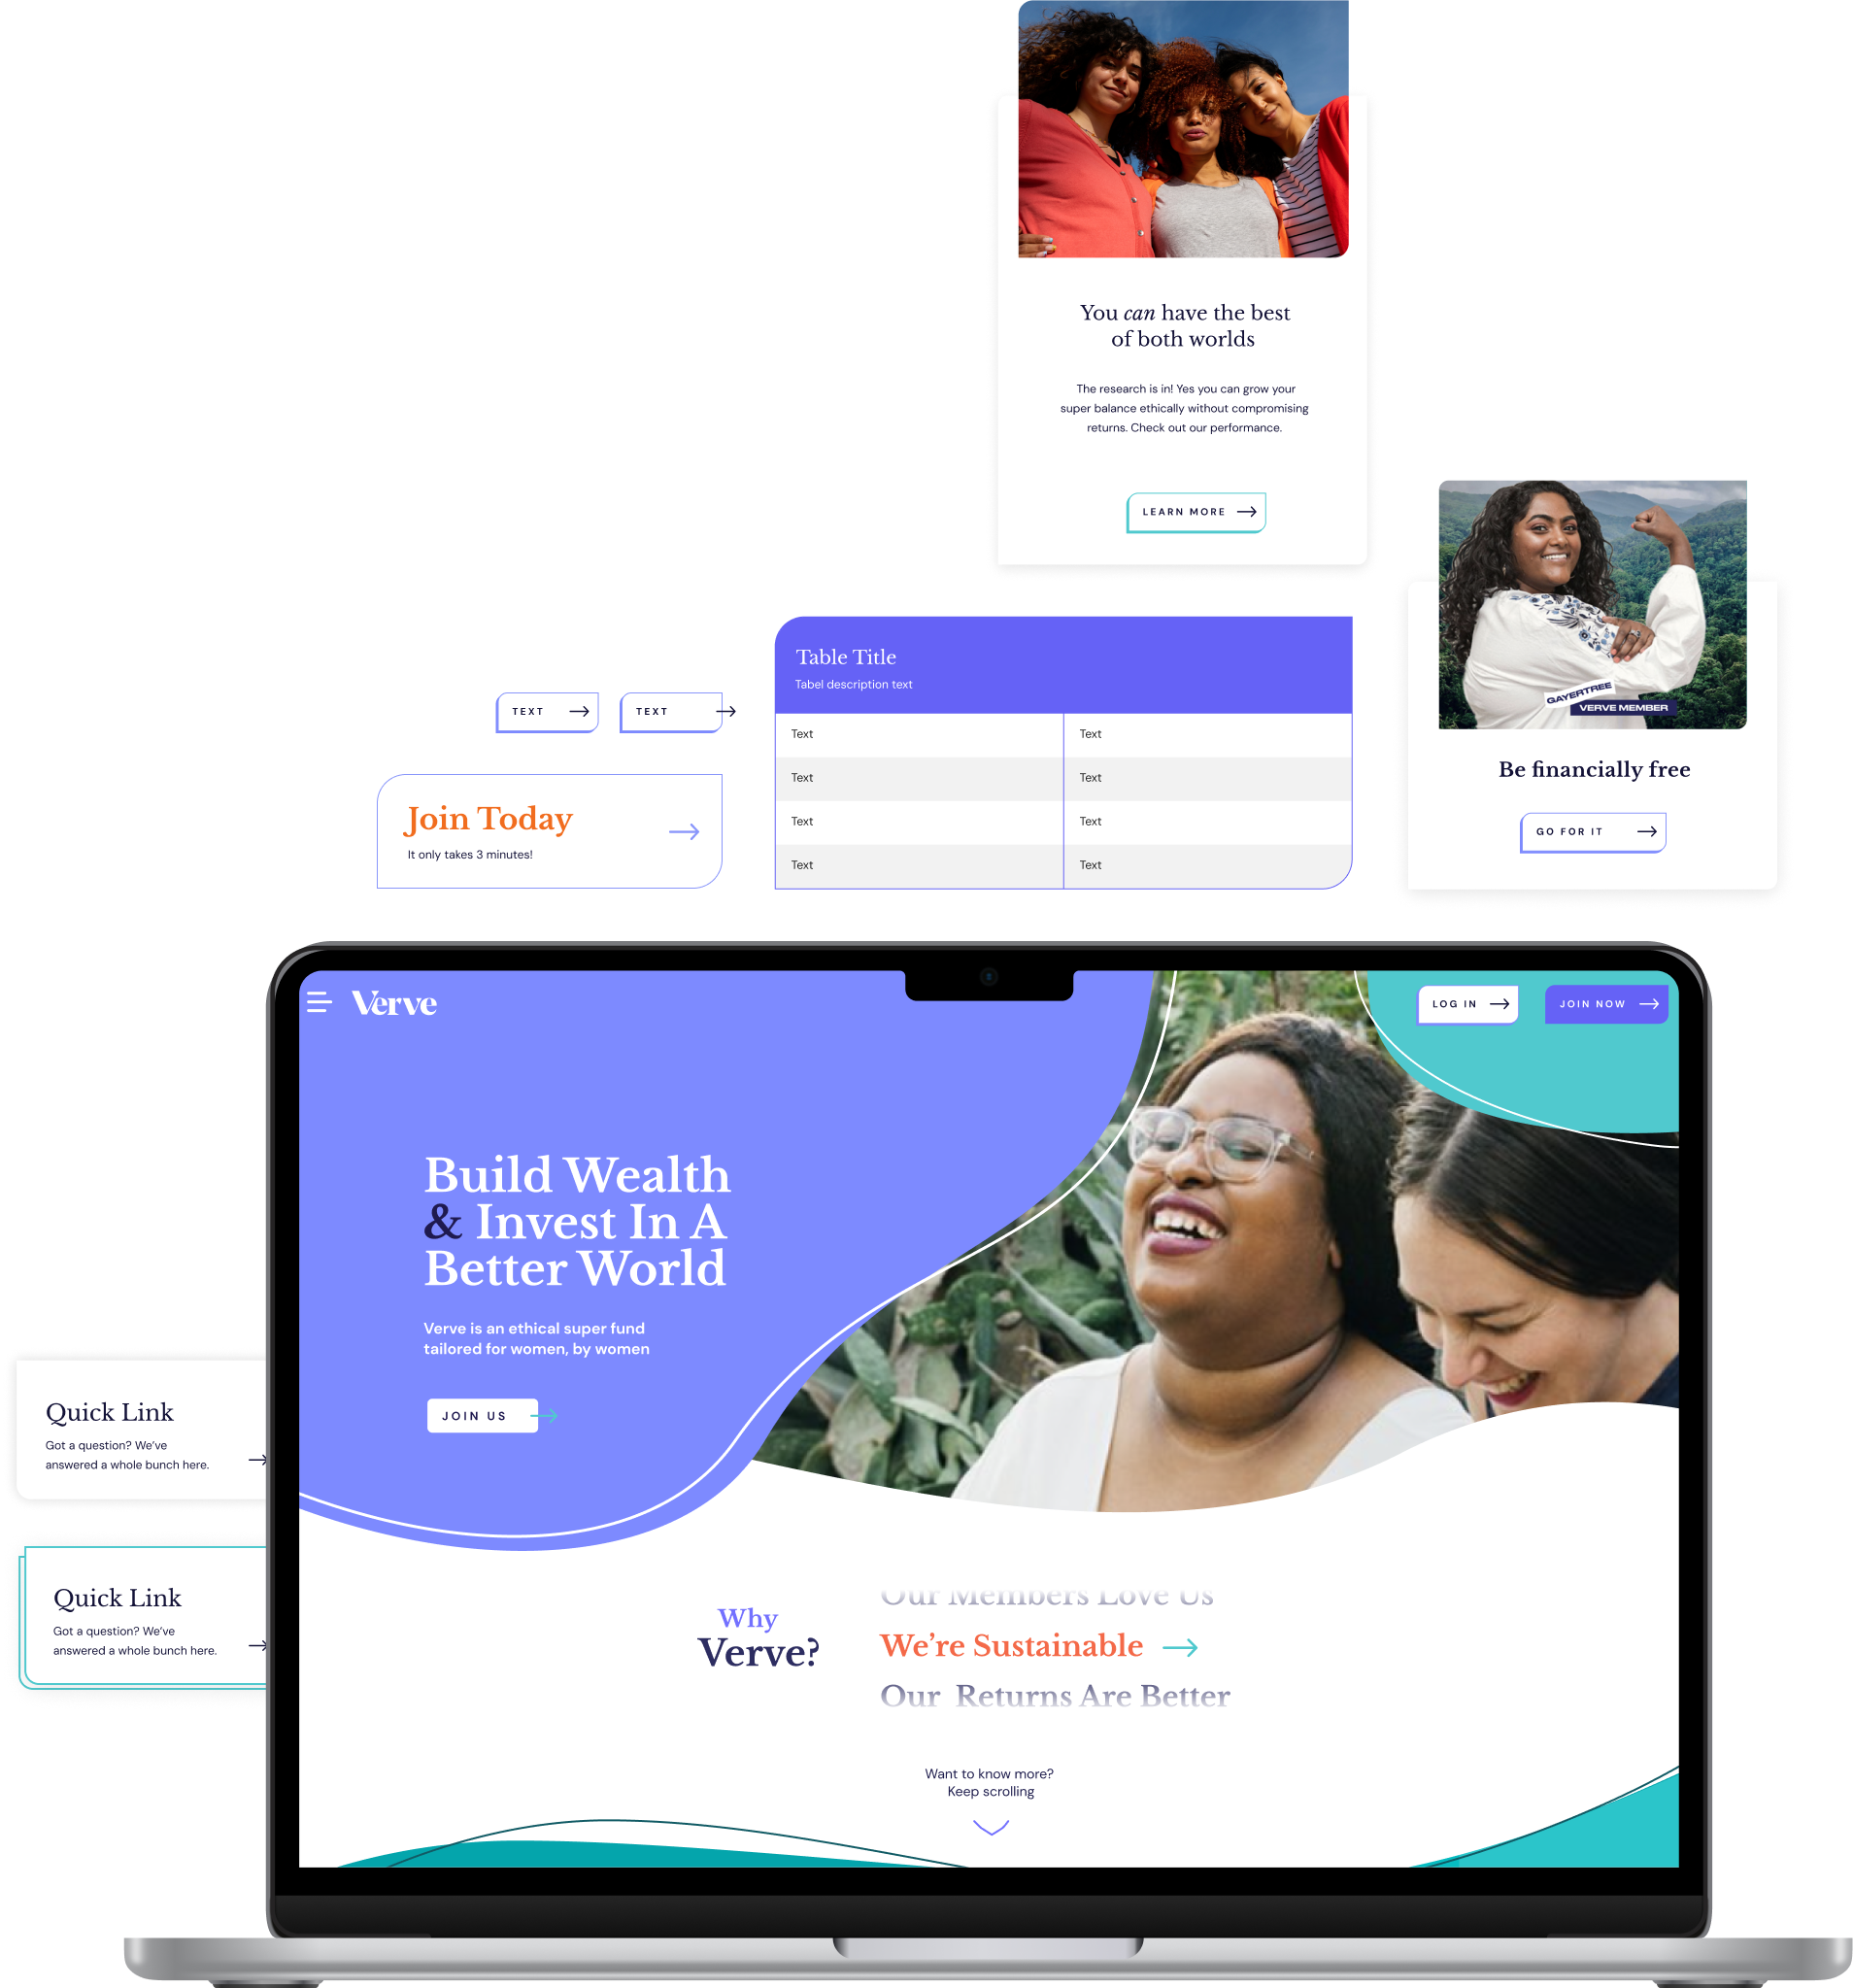 You can have the best
of both worlds
The research is in! Yes you can grow your
super balance ethically without compromising
returns. Check out our performance.
LEARN MORE
GAYERTREE
VERVE MEMBER
Be financially free
GO FOR IT
TEXT
TEXT
Join Today
It only takes 3 minutes!
Table Title
Tabel description text
Text
Text
Text
Text
Text
Text
Text
Text
Verve
LOG IN
JOIN NOW
Build Wealth
& Invest In A
Better World
Verve is an ethical super fund
tailored for women, by women
JOIN US
Quick Link
Got a question? We’ve
answered a whole bunch here.
Quick Link
Got a question? We’ve
answered a whole bunch here.
Why
Verve?
Our Members Love Us
We’re Sustainable
Our Returns Are Better
Want to know more?
Keep scrolling